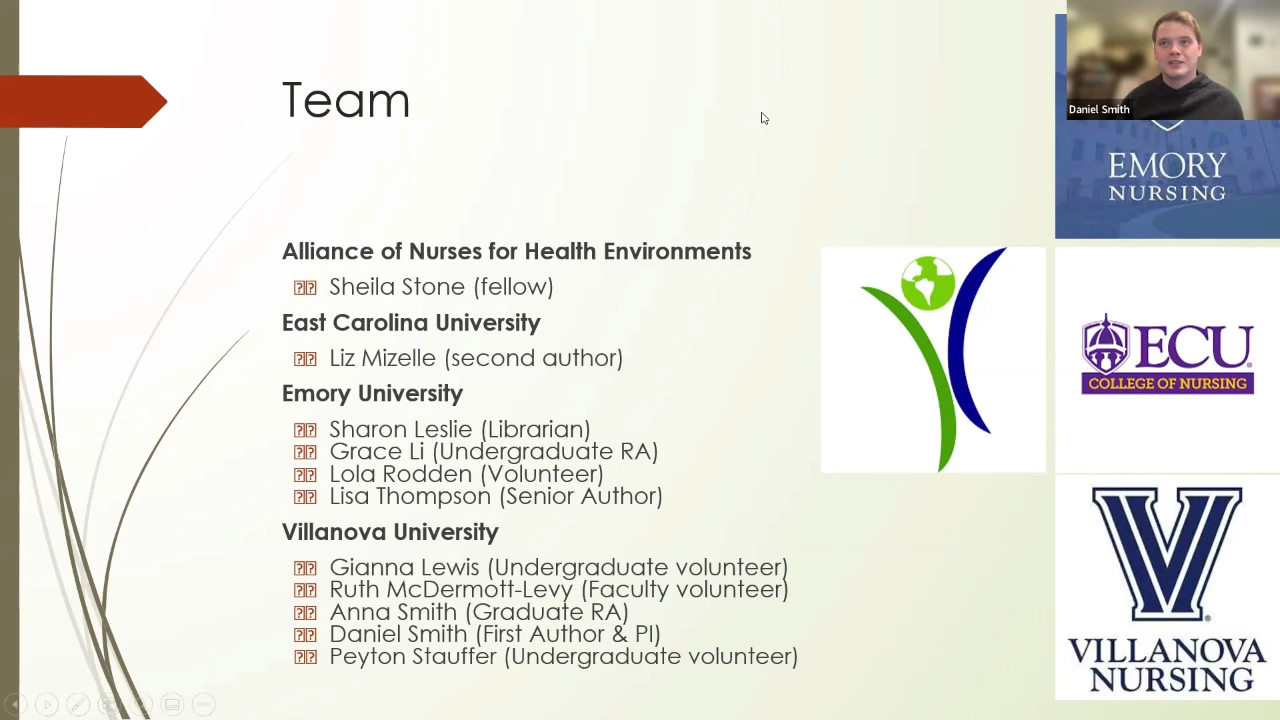 Team
Daniel Smith
EMORY
NURSING
Alliance of Nurses for Health Environments
Sheila Stone (fellow)
East Carolina University
Liz Mizelle (second author)
Emory University
Sharon Leslie (Librarian)
Grace Li (Undergraduate RA)
Lola Rodden (Volunteer)
Lisa Thompson (Senior Author)
Villanova University
Gianna Lewis (Undergraduate volunteer)
Ruth McDermott-Levy (Faculty volunteer)
Anna Smith (Graduate RA)
Daniel Smith (First Author & PI)
Peyton Stauffer (Undergraduate volunteer)
ECU
COLLEGE OF NURSING
V
VILLANOVA
NURSING